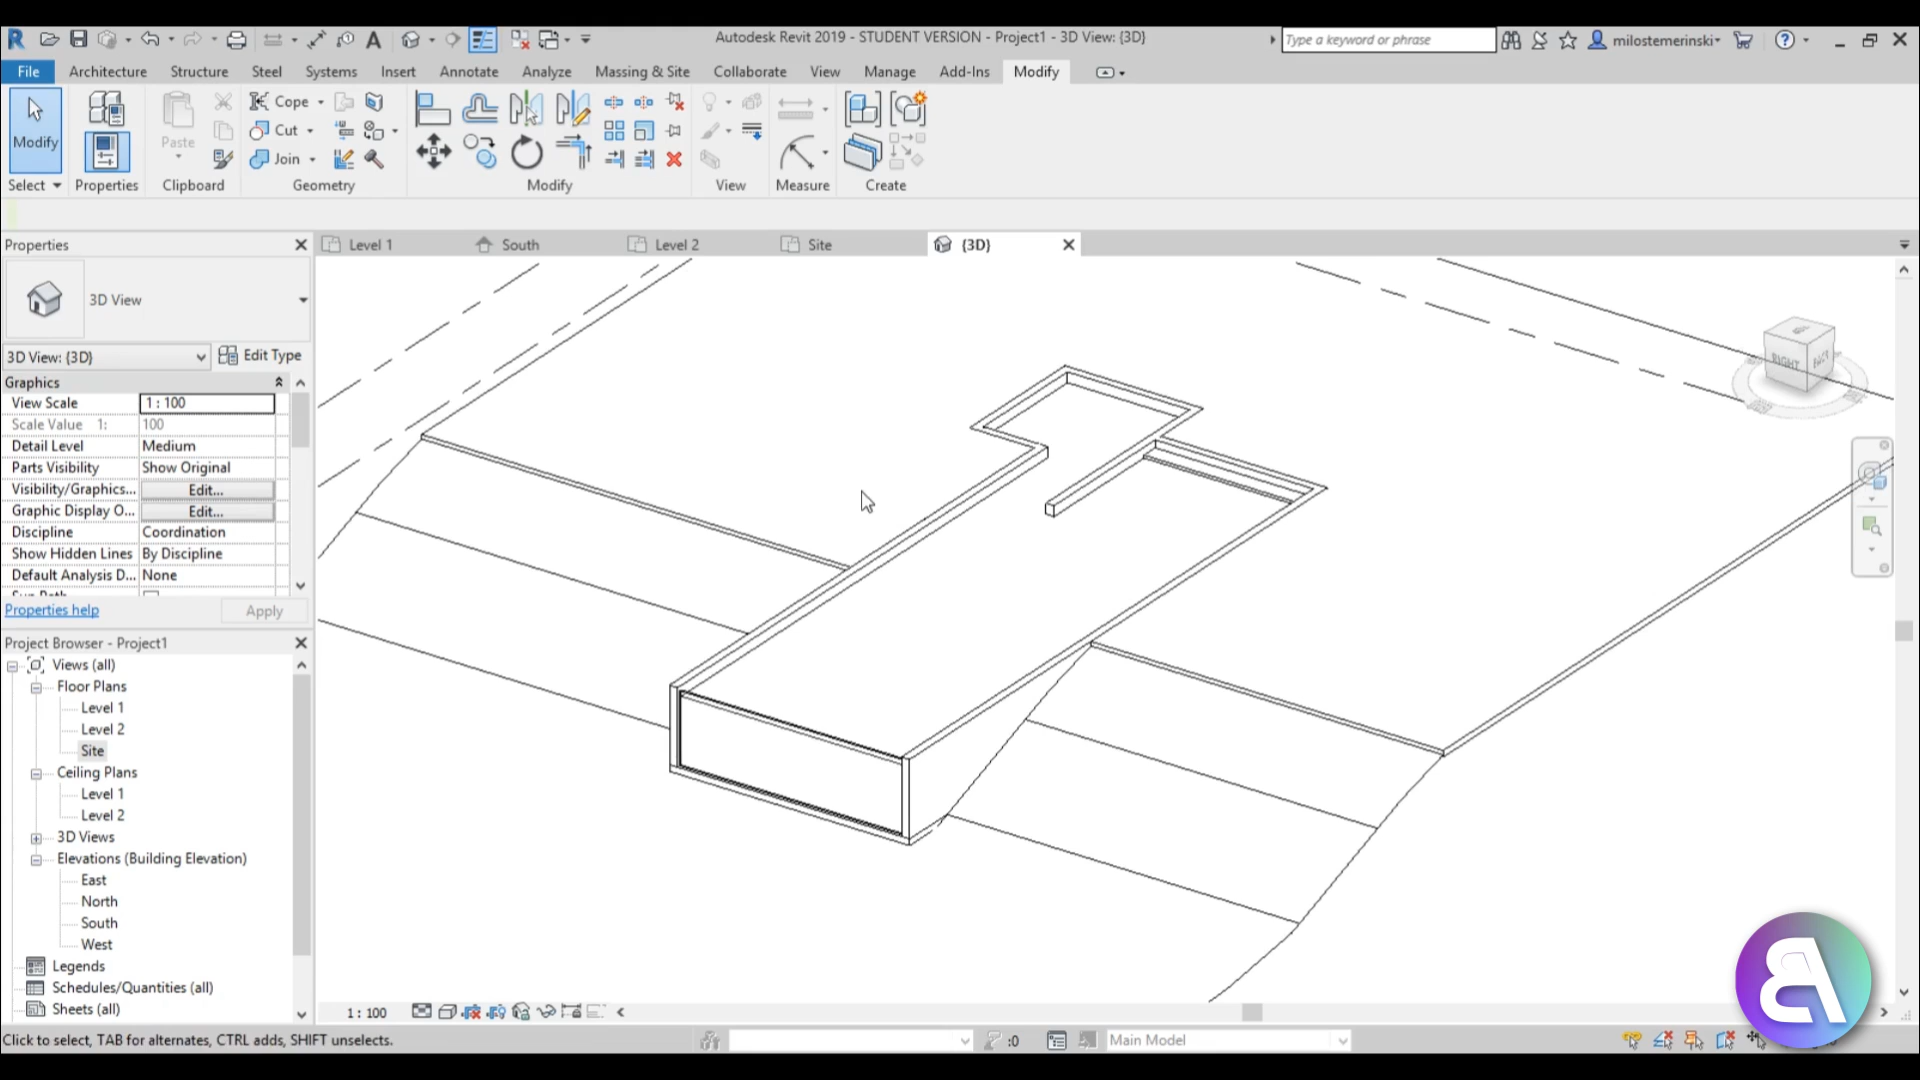 Autodesk Revit 2019 - STUDENT VERSION - Project1 - 3D View: {3D}
Type a keyword or phrase
milostemerinski
File Architecture Structure Steel Systems Insert Annotate Analyze Massing & Site Collaborate View Manage Add-Ins Modify
Modify
Paste
Cope
Cut
Join
Select Properties Clipboard Geometry Modify View Measure Create
Properties
Level 1 South Level 2 Site {3D}
3D View
3D View: {3D} Edit Type
Graphics
View Scale 1 : 100
Scale Value 1: 100
Detail Level Medium
Parts Visibility Show Original
Visibility/Graphics... Edit...
Graphic Display O... Edit...
Discipline Coordination
Show Hidden Lines By Discipline
Default Analysis D... None
Properties help Apply
Project Browser - Project1
Views (all)
Floor Plans
Level 1
Level 2
Site
Ceiling Plans
Level 1
Level 2
3D Views
Elevations (Building Elevation)
East
North
South
West
Legends
Schedules/Quantities (all)
Sheets (all)
RIGHT
1 : 100
Click to select, TAB for alternates, CTRL adds, SHIFT unselects.
:0
Main Model